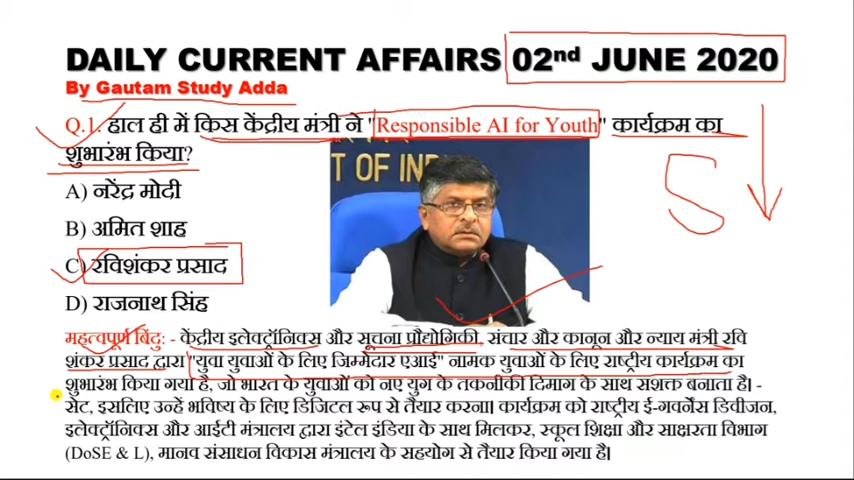 DAILY CURRENT AFFAIRS 02nd JUNE 2020
By Gautam Study Adda
Q.1. हाल ही में किस केंद्रीय मंत्री ने "Responsible AI for Youth" कार्यक्रम का
शुभारंभ किया?
A) नरेंद्र मोदी
B) अमित शाह
C) रविशंकर प्रसाद
D) राजनाथ सिंह
T OF IN
महत्वपूर्ण बिंदु: - केंद्रीय इलेक्ट्रॉनिक्स और सूचना प्रौद्योगिकी, संचार और कानून और न्याय मंत्री रवि
शंकर प्रसाद द्वारा "युवा युवाओं के लिए जिम्मेदार एआई" नामक युवाओं के लिए राष्ट्रीय कार्यक्रम का
शुभारंभ किया गया है, जो भारत के युवाओं को नए युग के तकनीकी दिमाग के साथ सशक्त बनाता है। -
सेट, इसलिए उन्हें भविष्य के लिए डिजिटल रूप से तैयार करना। कार्यक्रम को राष्ट्रीय ई-गवर्नेंस डिवीजन,
इलेक्ट्रॉनिक्स और आईटी मंत्रालय द्वारा इंटेल इंडिया के साथ मिलकर, स्कूल शिक्षा और साक्षरता विभाग
(DoSE & L), मानव संसाधन विकास मंत्रालय के सहयोग से तैयार किया गया है।